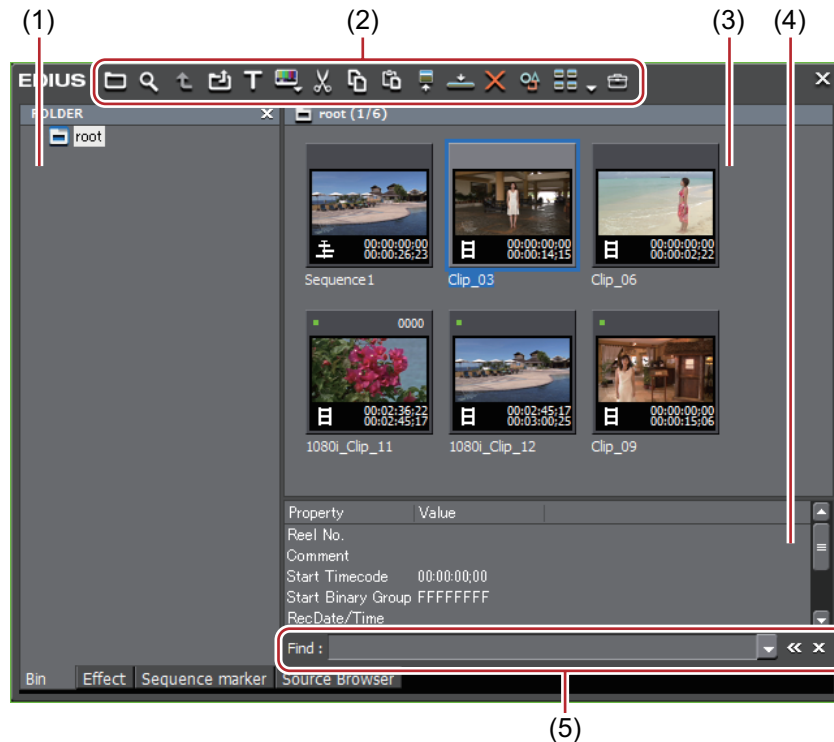 (1) (2) (3) (4)
EDIUS
FOLDER
root
root (1/6)
00:00:00;00
00:00:26;23
Sequence1
00:00:00;00
00:00:14;15
Clip_03
00:00:00;00
00:00:02;22
Clip_06
0000
00:02:36;22
00:02:45;17
1080i_Clip_11
00:02:45;17
00:03:00;25
1080i_Clip_12
00:00:00;00
00:00:15;06
Clip_09
Property Value
Reel No.
Comment
Start Timecode 00:00:00;00
Start Binary Group FFFFFFFF
RecDate/Time
Find :
Bin Effect Sequence marker Source Browser
(5)